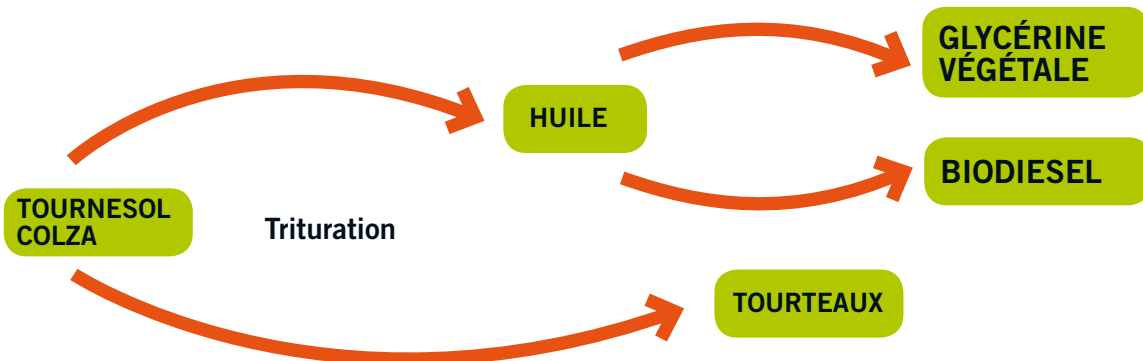 TOURNESOL
COLZA
Trituration
HUILE
GLYCÉRINE
VÉGÉTALE
BIODIESEL
TOURTEAUX